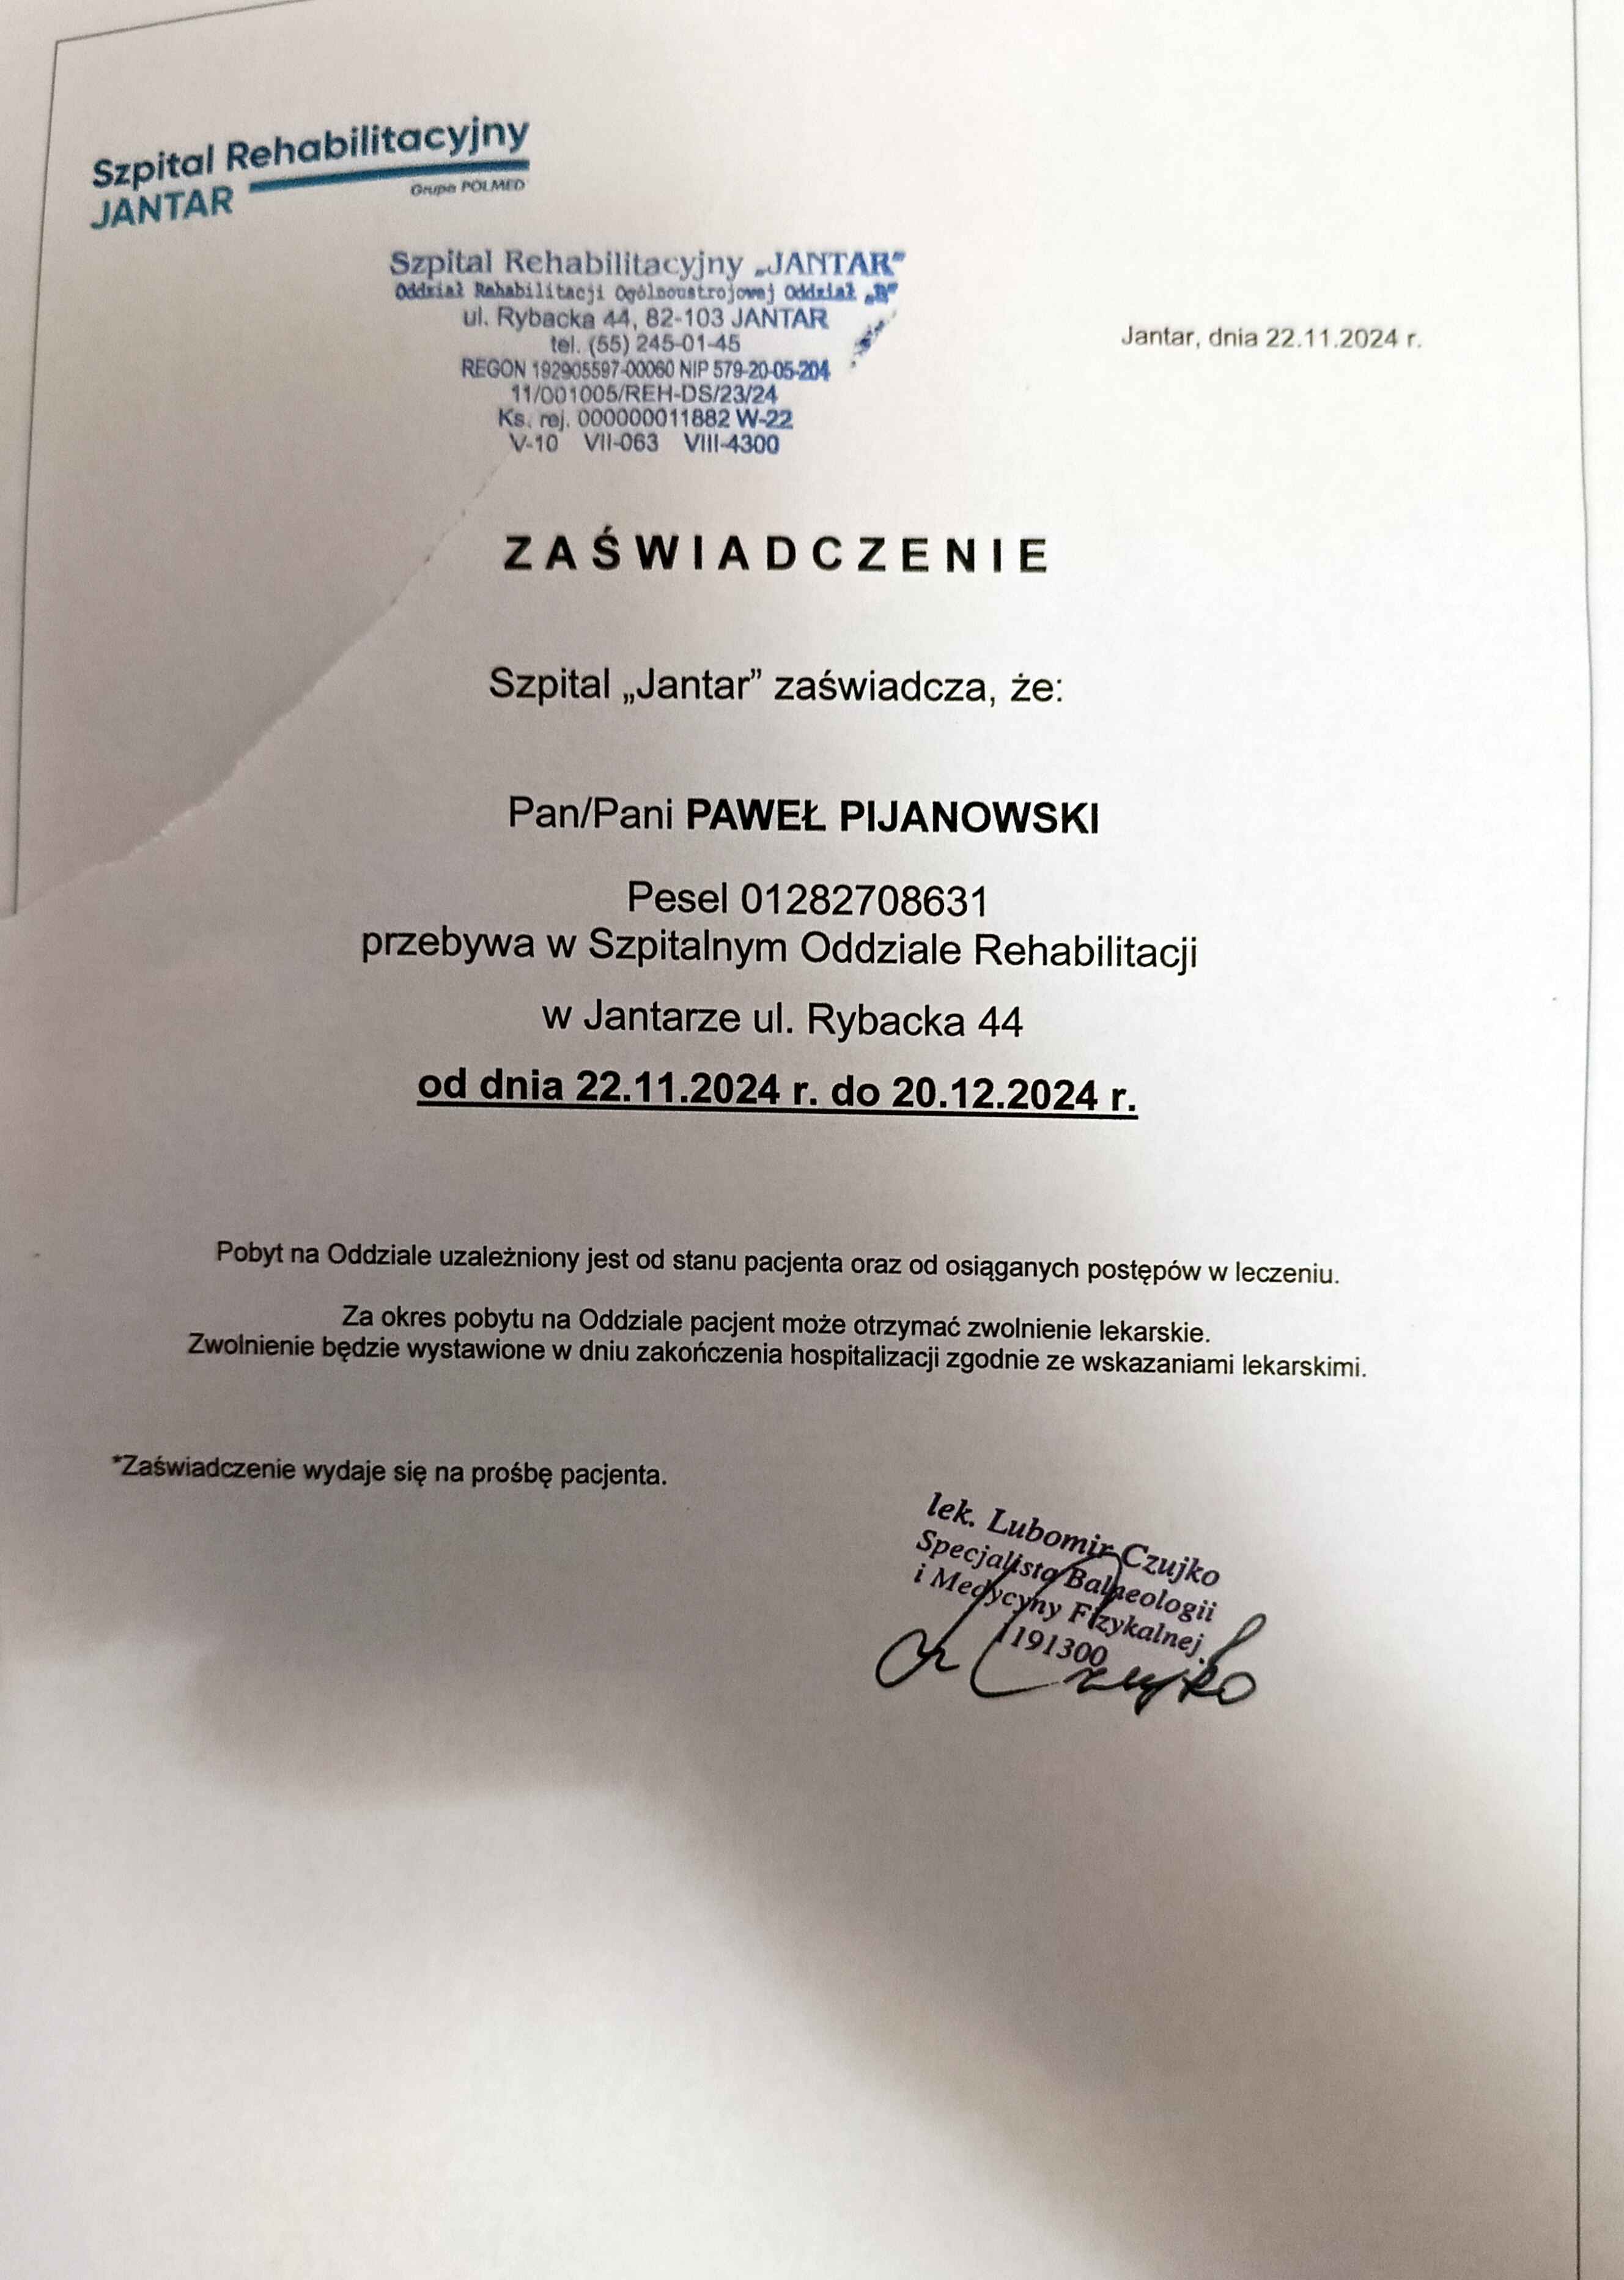 Szpital Rehabilitacyjny
JANTAR
Grupa POLMED
Szpital Rehabilitacyjny „JANTAR”
Oddział Rehabilitacji Ogólnoustrojowej Oddział „B”
ul. Rybacka 44, 82-103 JANTAR
tel. (55) 245-01-45
REGON 192905597-00060 NIP 579-20-05-204
11/001005/REH-DS/23/24
Ks. rej. 000000011882 W-22
V-10 VII-063 VIII-4300
Jantar, dnia 22.11.2024 r.
ZAŚWIADCZENIE
Szpital „Jantar” zaświadcza, że:
Pan/Pani PAWEŁ PIJANOWSKI
Pesel 01282708631
przebywa w Szpitalnym Oddziale Rehabilitacji
w Jantarze ul. Rybacka 44
od dnia 22.11.2024 r. do 20.12.2024 r.
Pobyt na Oddziale uzależniony jest od stanu pacjenta oraz od osiąganych postępów w leczeniu.
Za okres pobytu na Oddziale pacjent może otrzymać zwolnienie lekarskie.
Zwolnienie będzie wystawione w dniu zakończenia hospitalizacji zgodnie ze wskazaniami lekarskimi.
*Zaświadczenie wydaje się na prośbę pacjenta.
lek. Lubomir Czujko
Specjalista Balneologii
i Medycyny Fizykalnej
1191300
Czujko